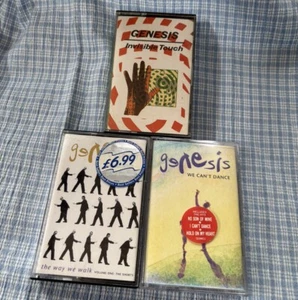 GENESIS
Invisible Touch
gen
£6.99
the way we walk
genesis
WE CAN'T DANCE
NO SON OF MINE
I CAN'T DANCE
HOLD ON MY HEART